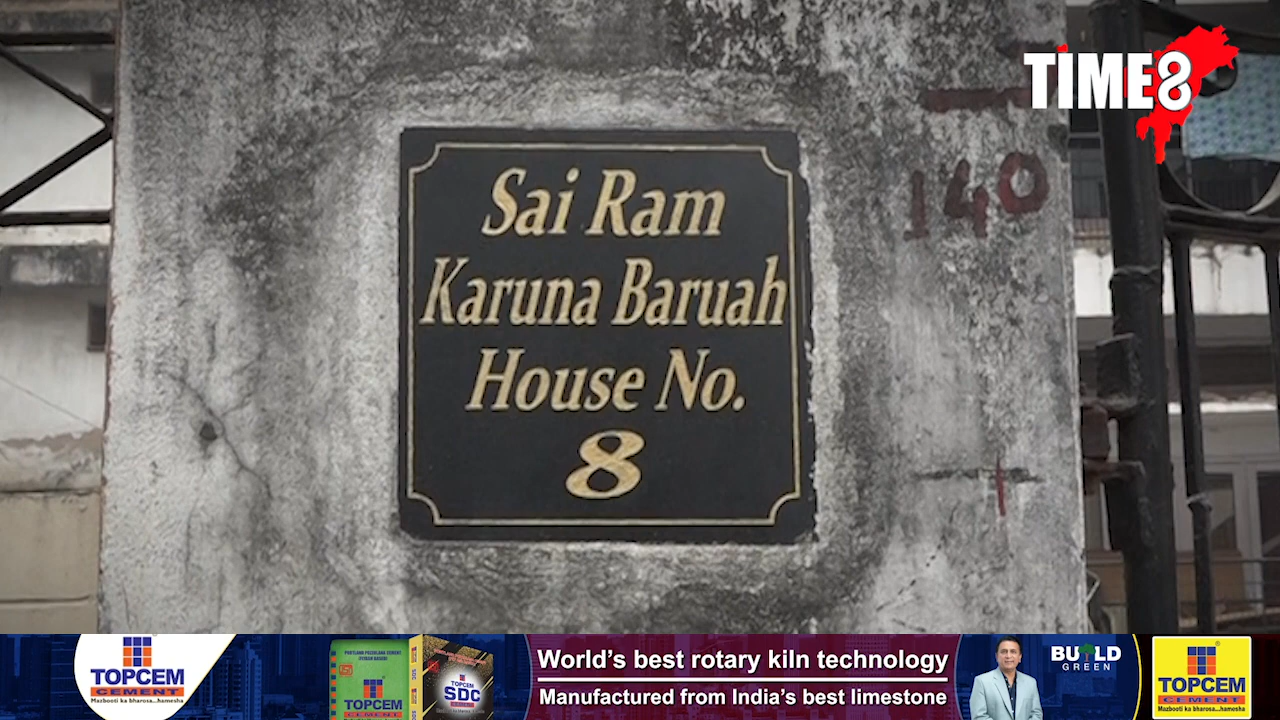 TIME8
140
Sai Ram
Karuna Baruah
House No.
8
TOPCEM
CEMENT
Mazbooti ka bharosa...hamesha
TOPCEM
CEMENT
TOPCEM
SDC
World's best rotary kiln technology
Manufactured from India's best limestone
BUILD
GREEN
TOPCEM
CEMENT
Mazbooti ka bharosa...hamesha